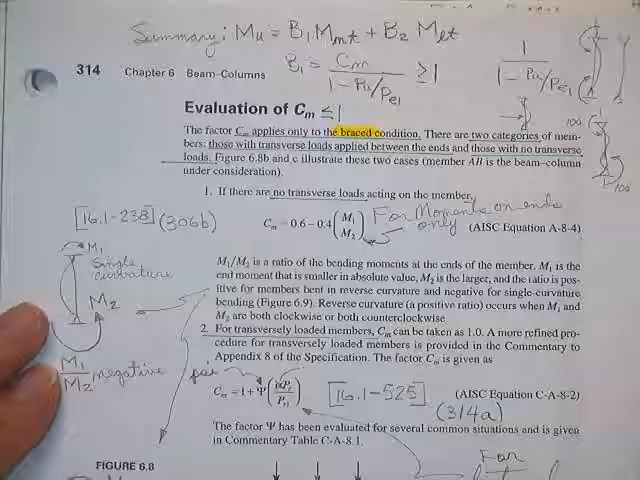 Summary: Mu = B1 Mnt + B2 Mlt
B1 = Cm / (1 - Pu/Pe1) ≥ 1
1 / (1 - Pu/Pe1)
314 Chapter 6 Beam-Columns
Evaluation of Cm ≤ 1
The factor Cm applies only to the braced condition. There are two categories of mem-
bers: those with transverse loads applied between the ends and those with no transverse
loads. Figure 6.8b and c illustrate these two cases (member AB is the beam-column
under consideration).
100
100
1. If there are no transverse loads acting on the member,
[16.1-238] (306b)
Cm = 0.6 – 0.4(M1/M2) (AISC Equation A-8-4)
For Moments on ends
only
M1
Single
curvature
M2
M1/M2 negative
M1/M2 is a ratio of the bending moments at the ends of the member. M1 is the
end moment that is smaller in absolute value, M2 is the larger, and the ratio is pos-
itive for members bent in reverse curvature and negative for single-curvature
bending (Figure 6.9). Reverse curvature (a positive ratio) occurs when M1 and
M2 are both clockwise or both counterclockwise.
2. For transversely loaded members, Cm can be taken as 1.0. A more refined pro-
cedure for transversely loaded members is provided in the Commentary to
Appendix 8 of the Specification. The factor Cm is given as
psi
Cm = 1 + Ψ(αPr/Pe1) [16.1-525] (AISC Equation C-A-8-2)
(314a)
The factor Ψ has been evaluated for several common situations and is given
in Commentary Table C-A-8.1.
For
FIGURE 6.8